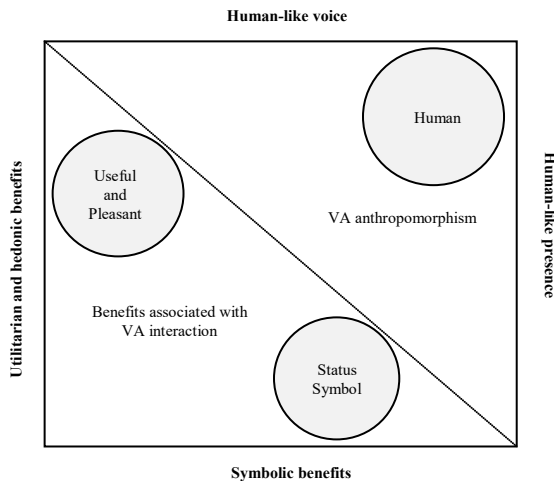 Human-like voice
Human
Useful
and
Pleasant
Utilitarian and hedonic benefits
Human-like presence
VA anthropomorphism
Benefits associated with
VA interaction
Status
Symbol
Symbolic benefits